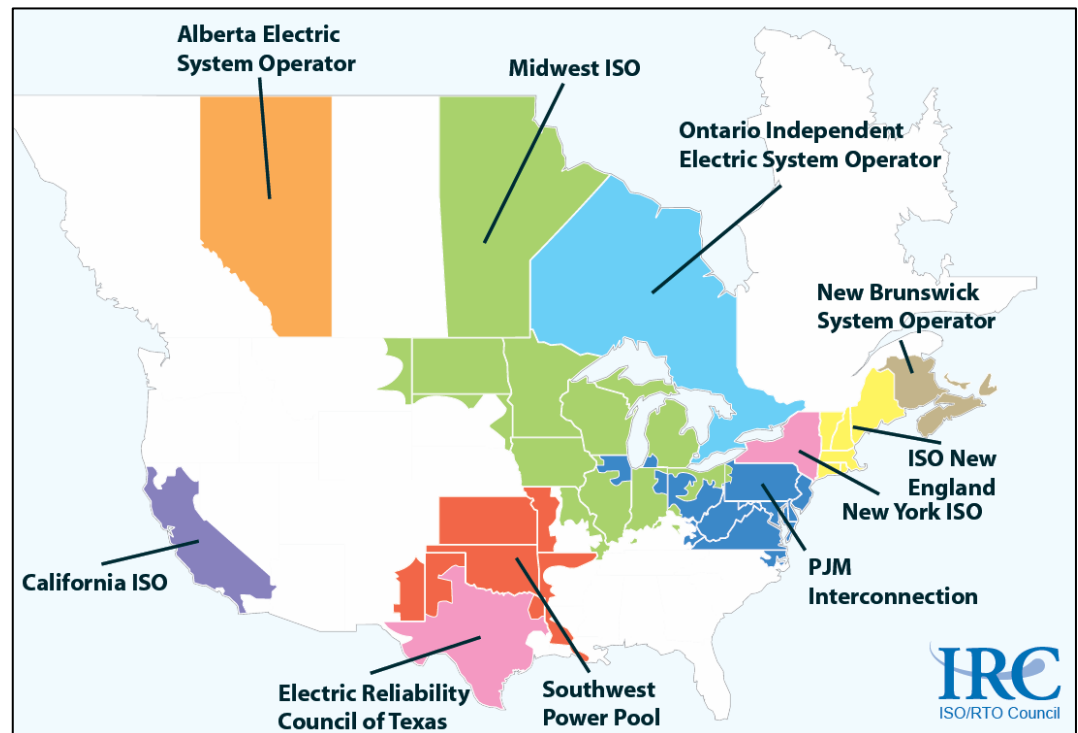 Alberta Electric
System Operator
Midwest ISO
Ontario Independent
Electric System Operator
New Brunswick
System Operator
ISO New
England
New York ISO
PJM
Interconnection
California ISO
Electric Reliability
Council of Texas
Southwest
Power Pool
IRC
ISO/RTO Council